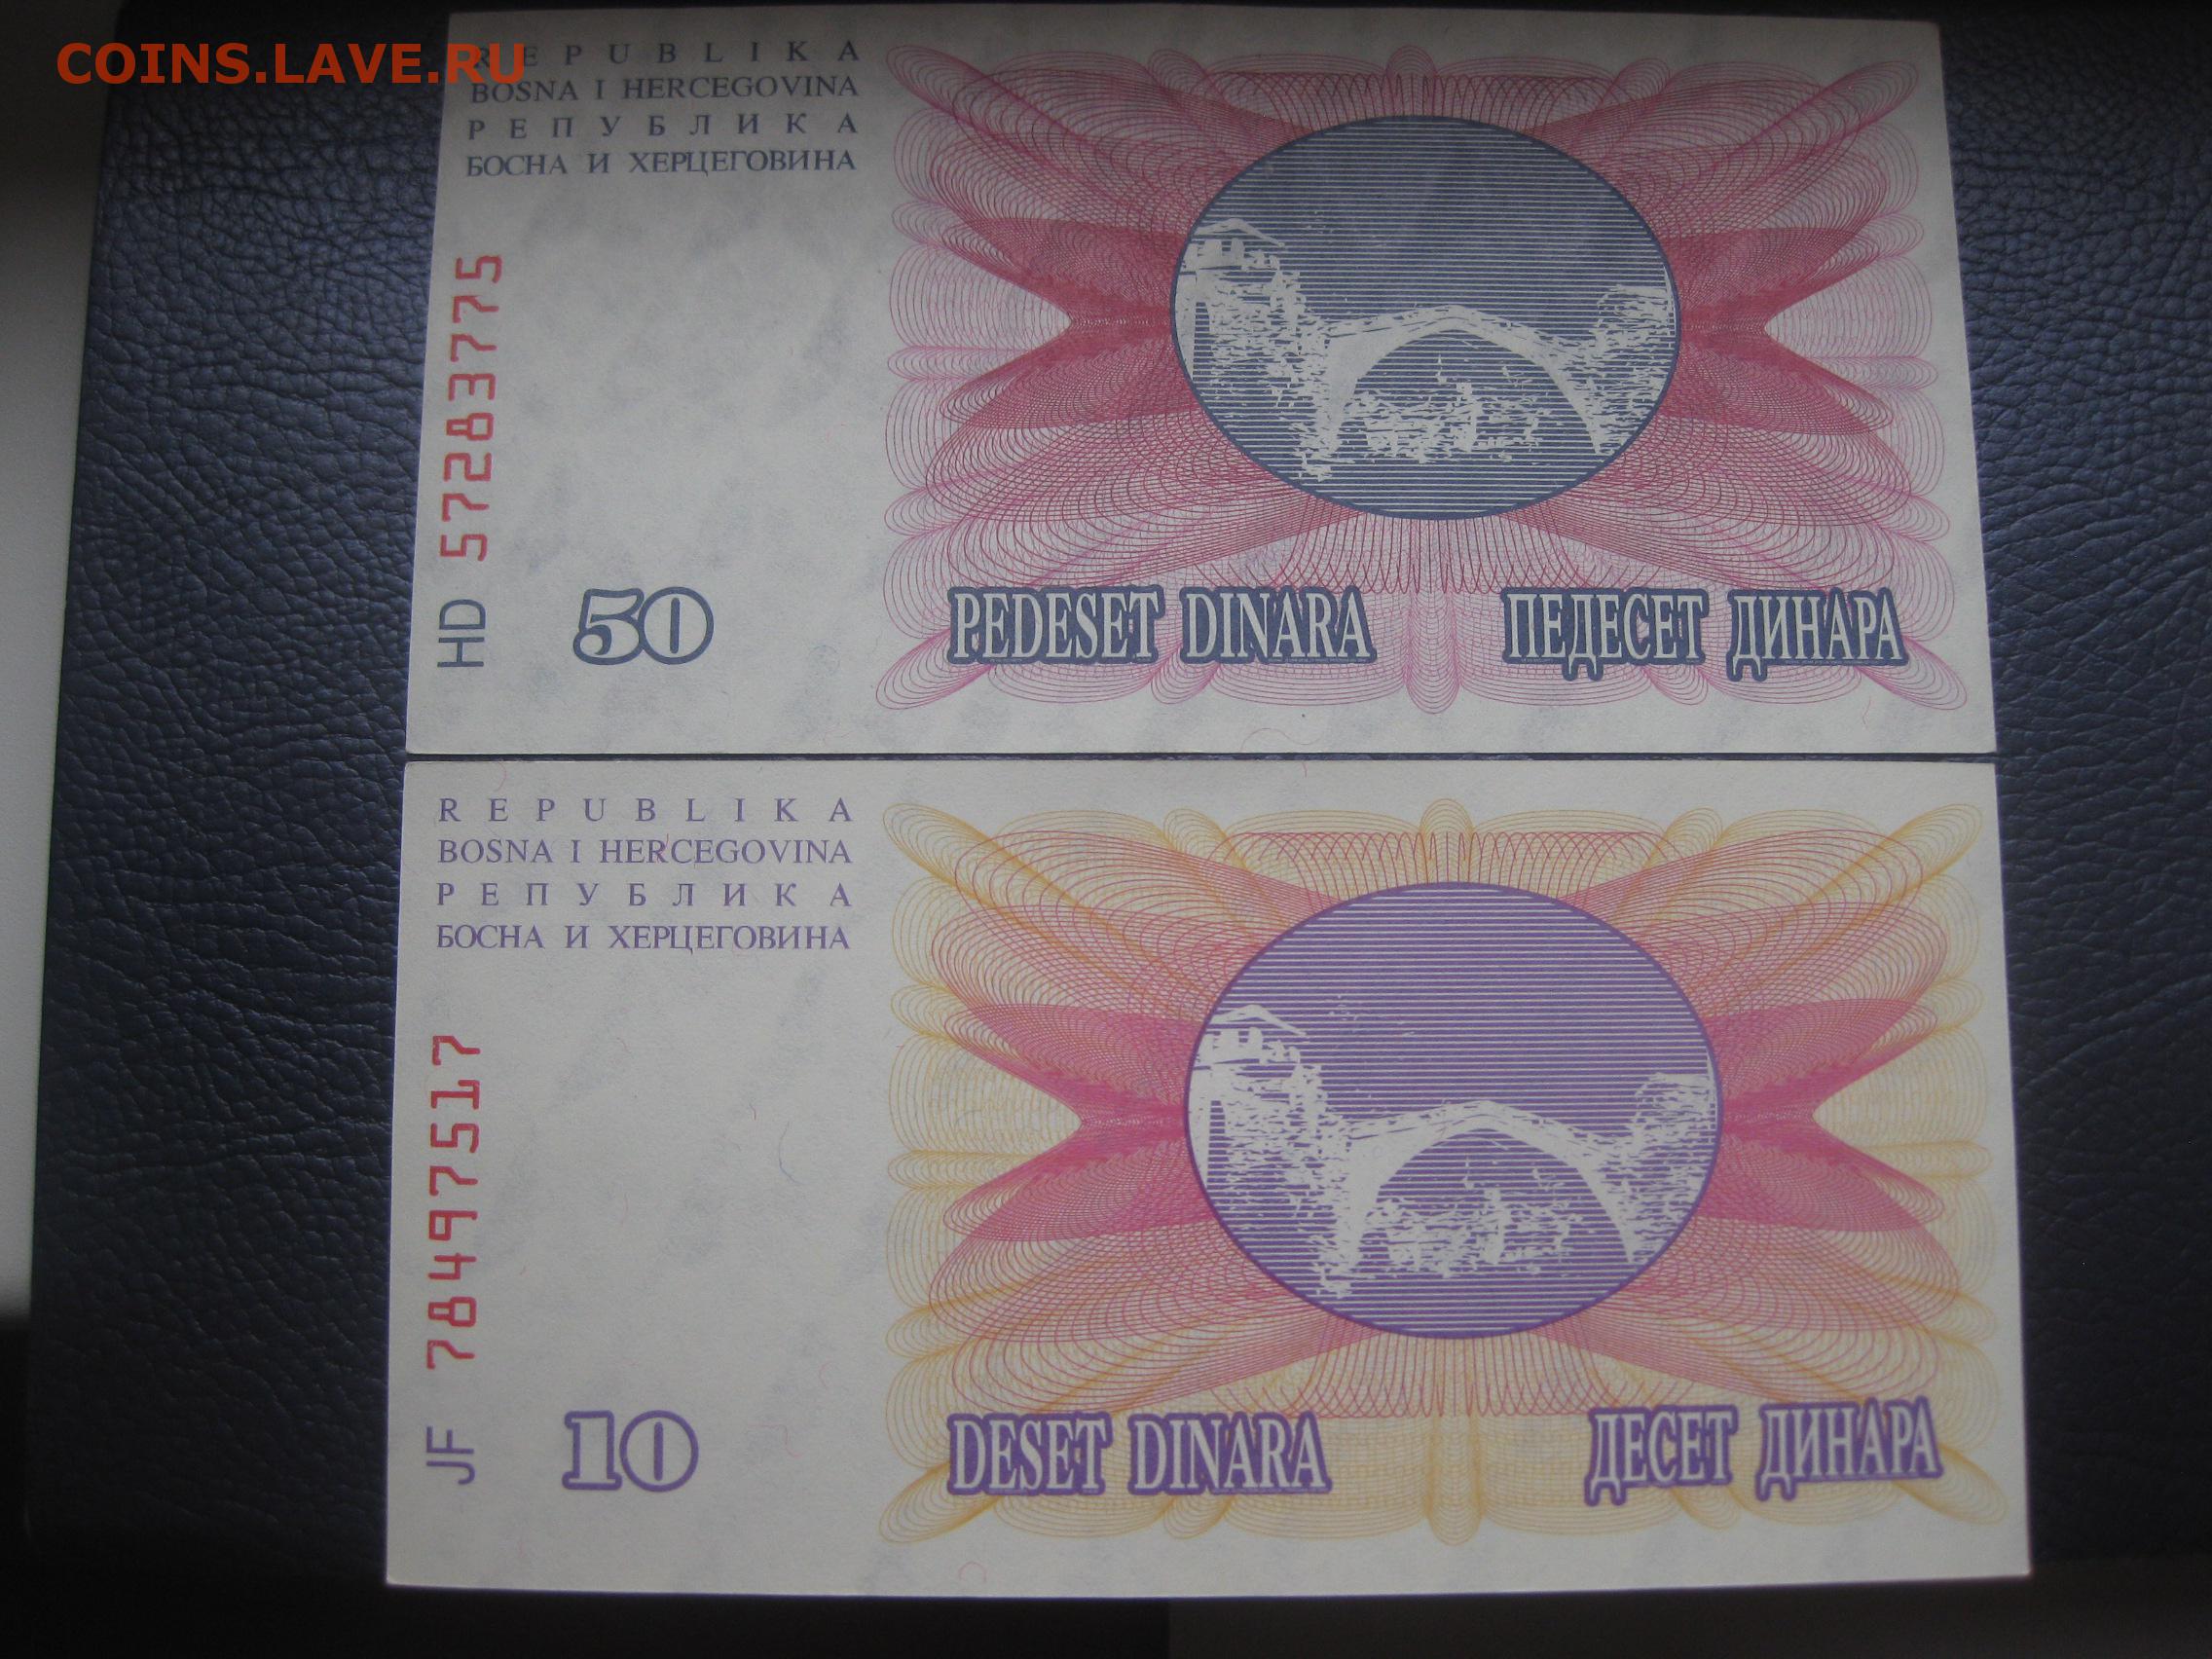 COINS.LAVE.RU
REPUBLIKA
BOSNA I HERCEGOVINA
РЕПУБЛИКА
БОСНА И ХЕРЦЕГОВИНА
HD 57283775
50
PEDESET DINARA
ПЕДЕСЕТ ДИНАРА
REPUBLIKA
BOSNA I HERCEGOVINA
РЕПУБЛИКА
БОСНА И ХЕРЦЕГОВИНА
JF 78497517
10
DESET DINARA
ДЕСЕТ ДИНАРА